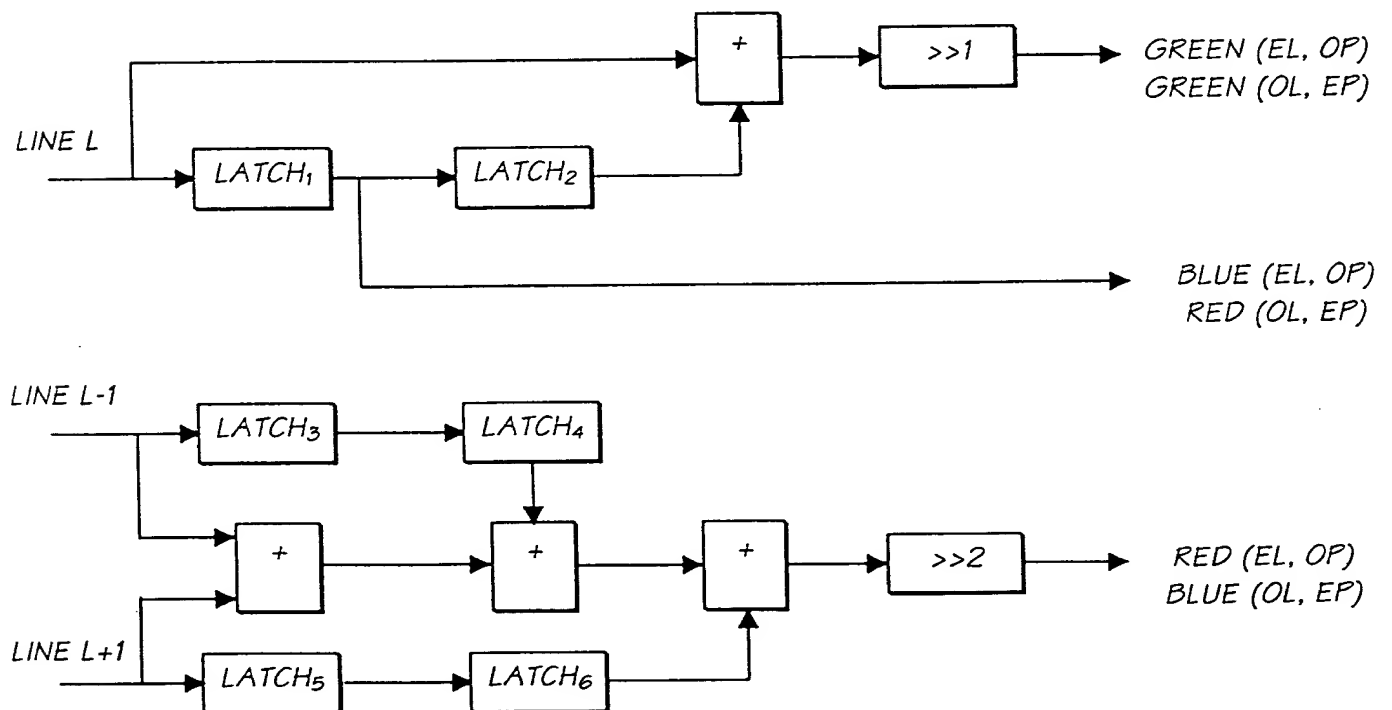 +
>>1
GREEN (EL, OP)
GREEN (OL, EP)
LINE L
LATCH₁
LATCH₂
BLUE (EL, OP)
RED (OL, EP)
LINE L-1
LATCH₃
LATCH₄
+
+
+
>>2
RED (EL, OP)
BLUE (OL, EP)
LINE L+1
LATCH₅
LATCH₆